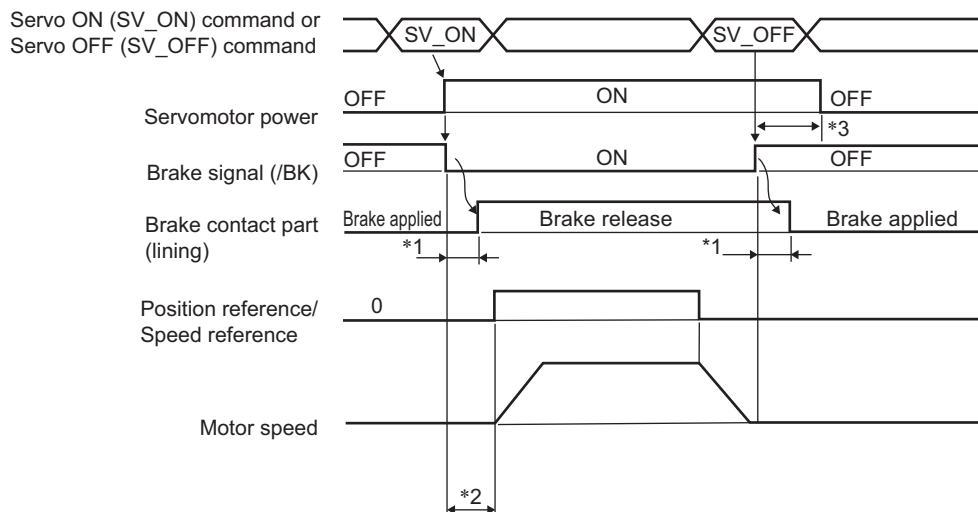 Servo ON (SV_ON) command or
Servo OFF (SV_OFF) command
SV_ON
SV_OFF
Servomotor power
OFF
ON
OFF
*3
Brake signal (/BK)
OFF
ON
OFF
Brake contact part
(lining)
Brake applied
Brake release
Brake applied
*1
*1
Position reference/
Speed reference
0
Motor speed
*2